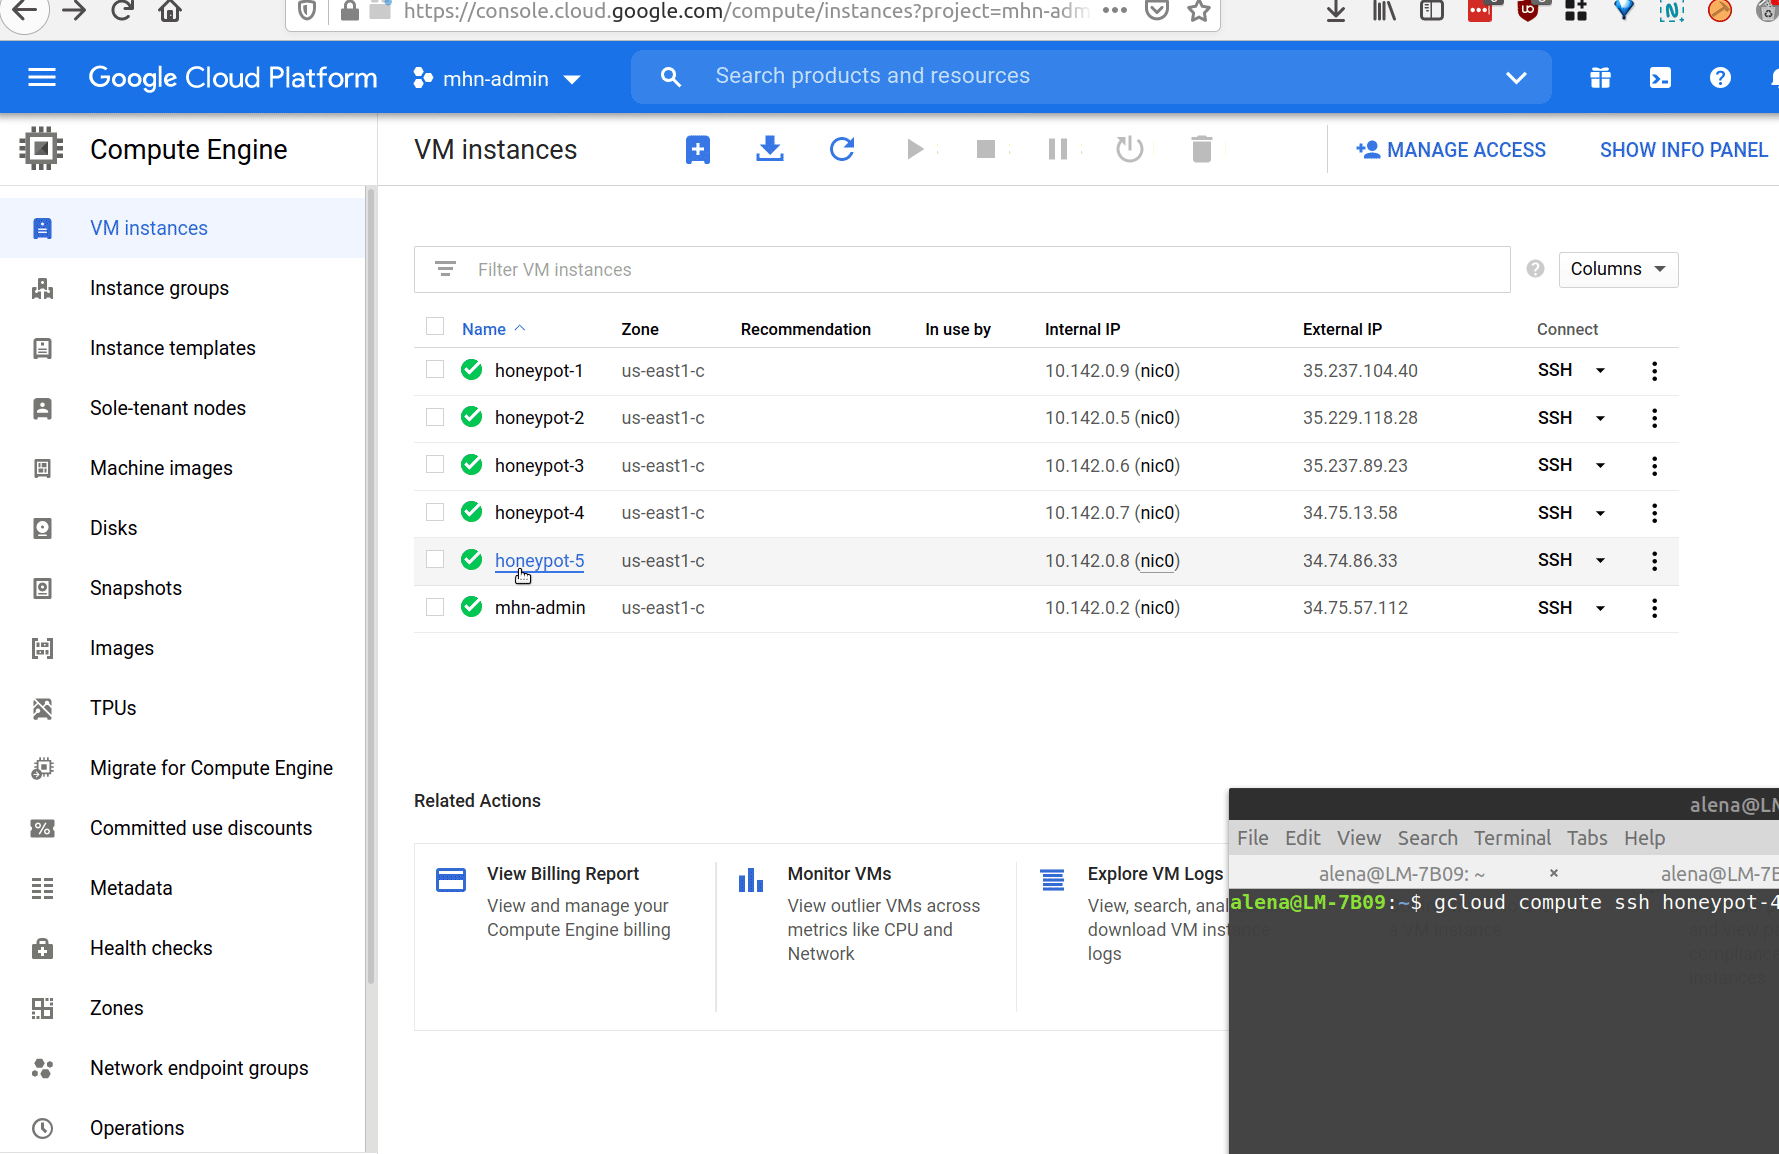 https://console.cloud.google.com/compute/instances?project=mhn-adm
Google Cloud Platform mhn-admin Search products and resources
Compute Engine VM instances MANAGE ACCESS SHOW INFO PANEL
VM instances
Instance groups
Instance templates
Sole-tenant nodes
Machine images
Disks
Snapshots
Images
TPUs
Migrate for Compute Engine
Committed use discounts
Metadata
Health checks
Zones
Network endpoint groups
Operations
Filter VM instances Columns
Name Zone Recommendation In use by Internal IP External IP Connect
honeypot-1 us-east1-c 10.142.0.9 (nic0) 35.237.104.40 SSH
honeypot-2 us-east1-c 10.142.0.5 (nic0) 35.229.118.28 SSH
honeypot-3 us-east1-c 10.142.0.6 (nic0) 35.237.89.23 SSH
honeypot-4 us-east1-c 10.142.0.7 (nic0) 34.75.13.58 SSH
honeypot-5 us-east1-c 10.142.0.8 (nic0) 34.74.86.33 SSH
mhn-admin us-east1-c 10.142.0.2 (nic0) 34.75.57.112 SSH
Related Actions
View Billing Report
View and manage your
Compute Engine billing
Monitor VMs
View outlier VMs across
metrics like CPU and
Network
Explore VM Logs
View, search, anal
download VM instance
logs
a VM instance
and view p
compliance
instances
alena@LM
File Edit View Search Terminal Tabs Help
alena@LM-7B09: ~ × alena@LM-7B
alena@LM-7B09:~$ gcloud compute ssh honeypot-4